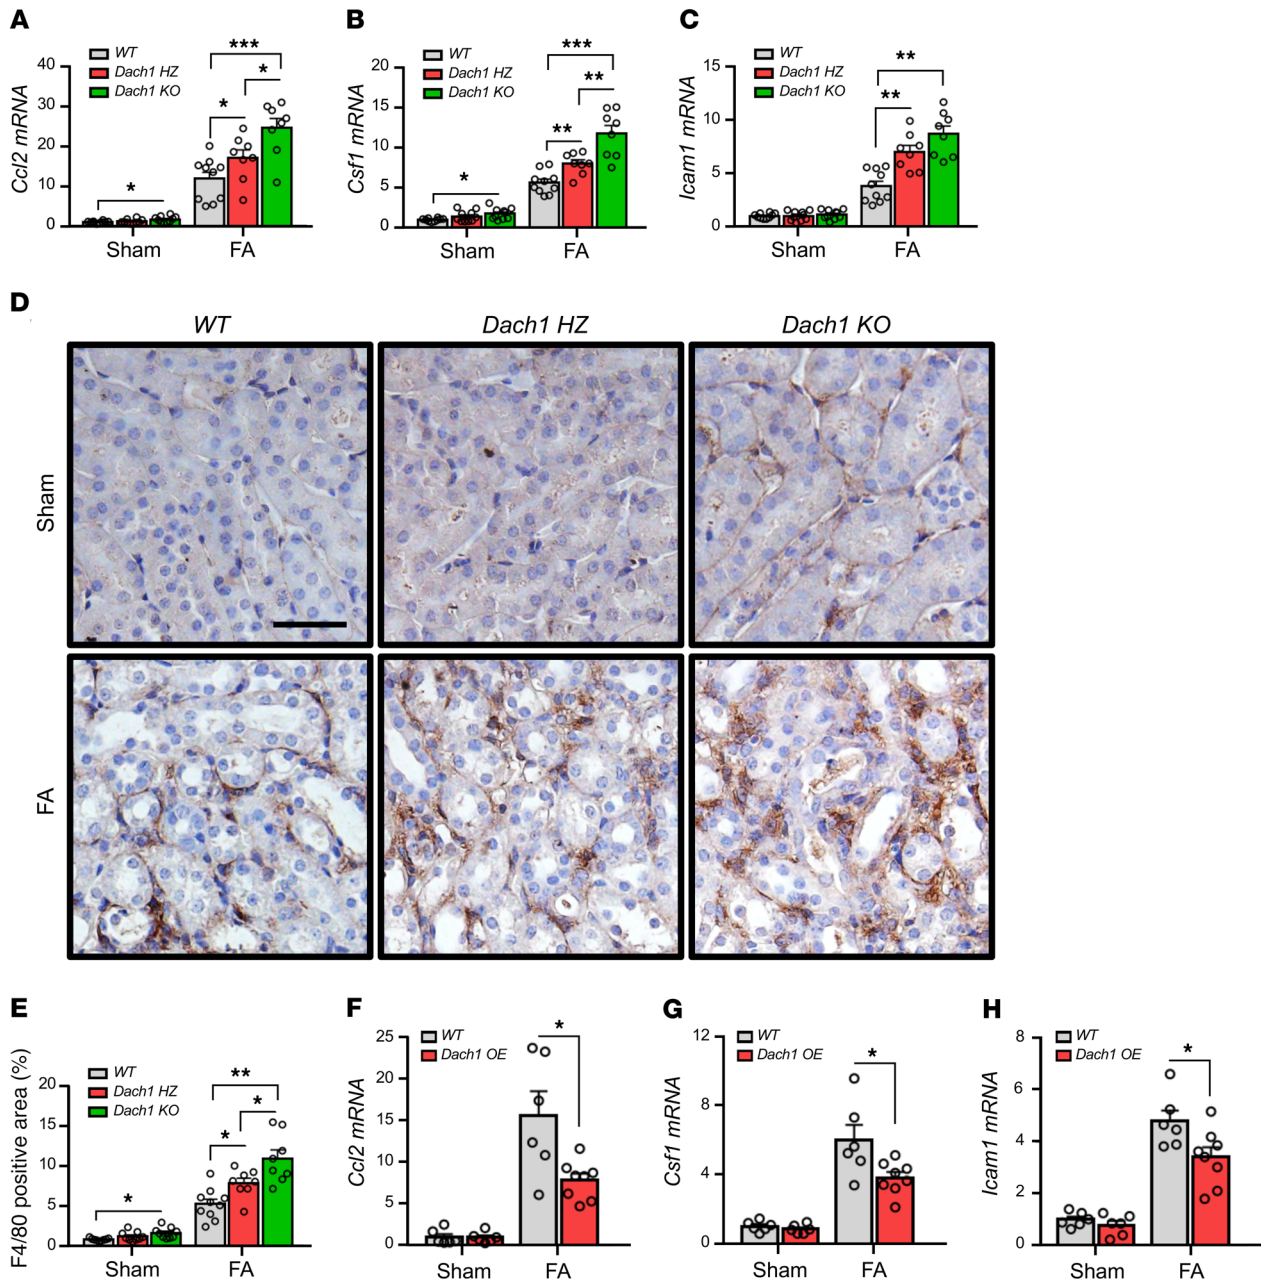 A
WT
Dach1 HZ
Dach1 KO
***
*
*
*
40
30
20
10
0
Ccl2 mRNA
Sham
FA
B
WT
Dach1 HZ
Dach1 KO
***
**
**
*
20
15
10
5
0
Csf1 mRNA
Sham
FA
C
WT
Dach1 HZ
Dach1 KO
**
**
15
10
5
0
Icam1 mRNA
Sham
FA
D
WT
Dach1 HZ
Dach1 KO
Sham
FA
E
WT
Dach1 HZ
Dach1 KO
**
*
*
*
20
15
10
5
0
F4/80 positive area (%)
Sham
FA
F
WT
Dach1 OE
*
25
20
15
10
5
0
Ccl2 mRNA
Sham
FA
G
WT
Dach1 OE
*
12
8
4
0
Csf1 mRNA
Sham
FA
H
WT
Dach1 OE
*
8
6
4
2
0
Icam1 mRNA
Sham
FA